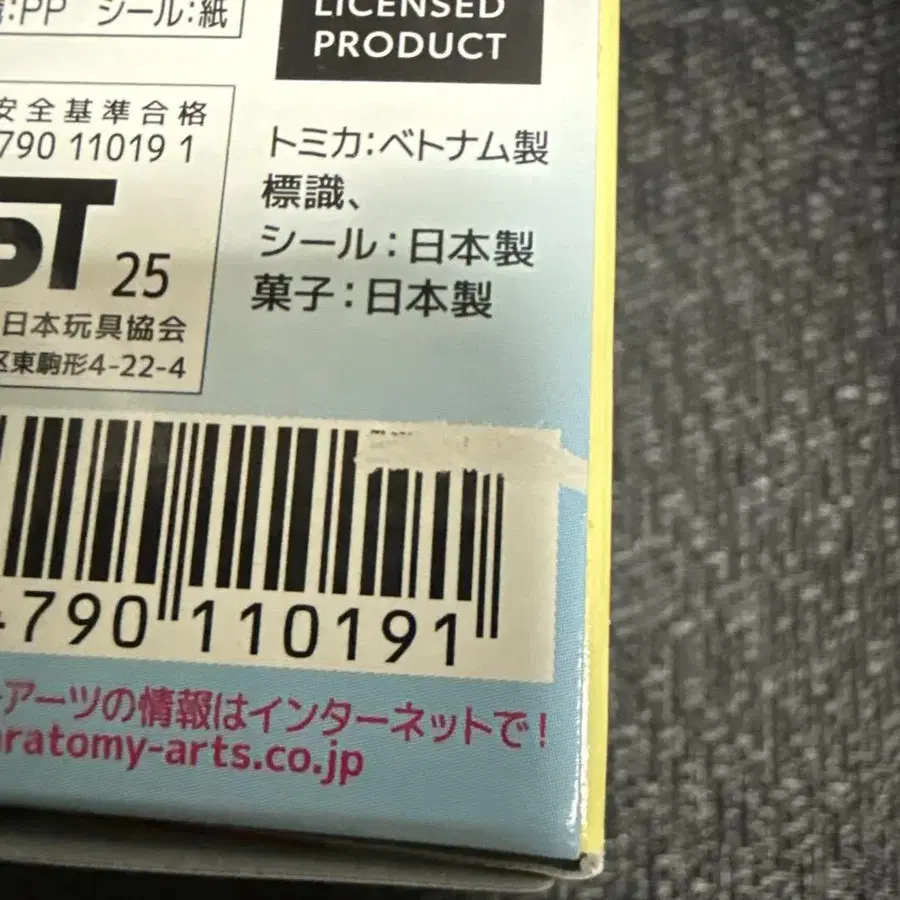 :PP シール:紙
LICENSED
PRODUCT
安全基準合格
790 11019 1
ST 25
日本玩具協会
区東駒形4-22-4
トミカ:ベトナム製
標識、
シール:日本製
菓子:日本製
790 110191
アーツの情報はインターネットで!
aratomy-arts.co.jp